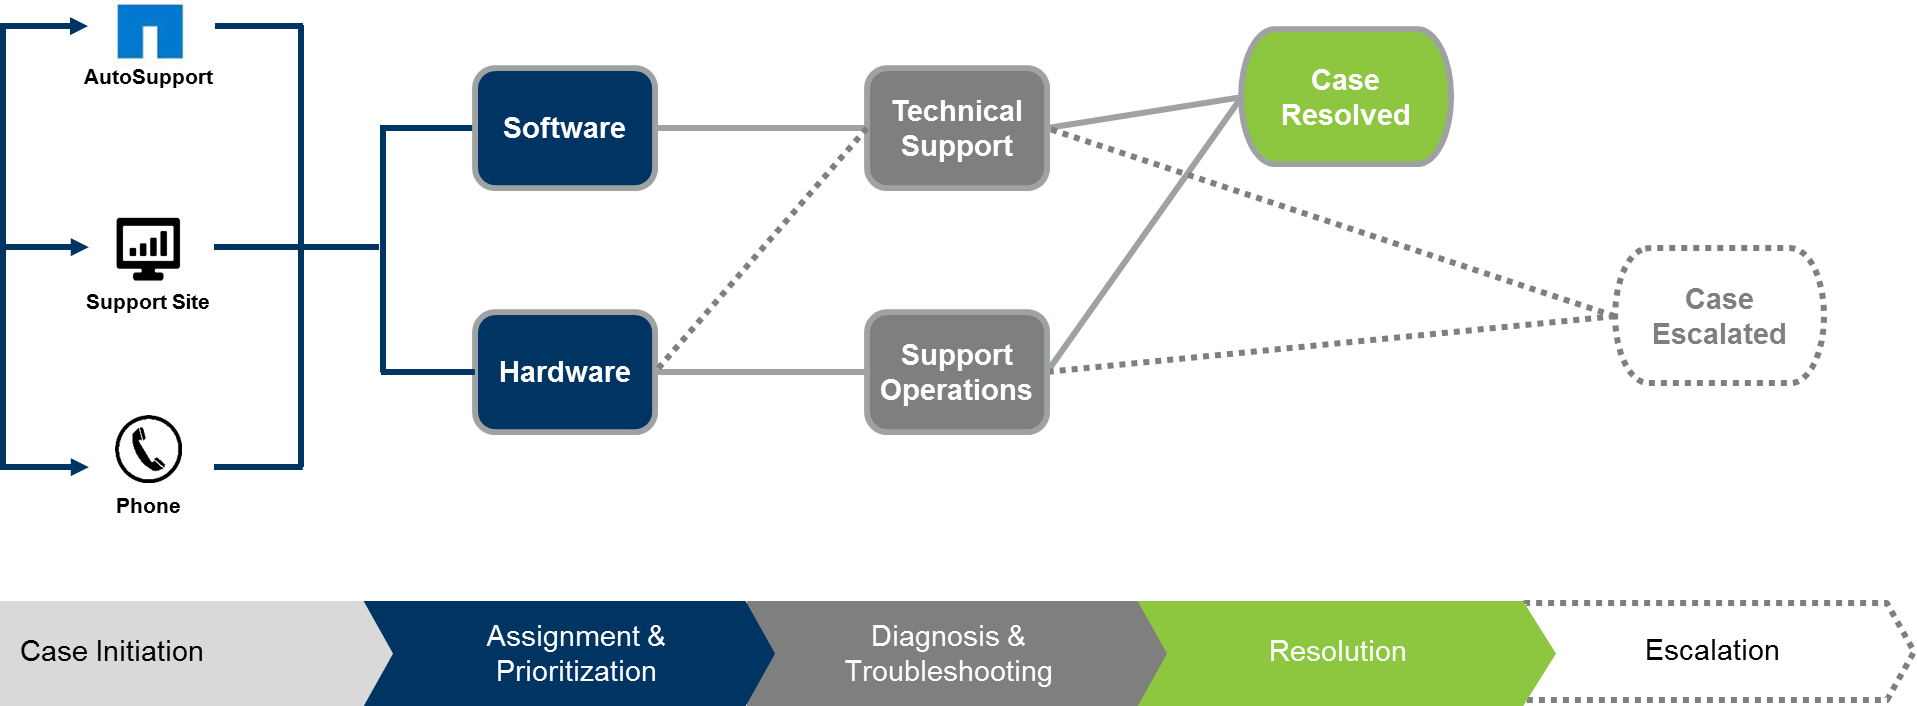 AutoSupport
Support Site
Phone
Software
Hardware
Technical
Support
Support
Operations
Case
Resolved
Case
Escalated
Case Initiation
Assignment &
Prioritization
Diagnosis &
Troubleshooting
Resolution
Escalation